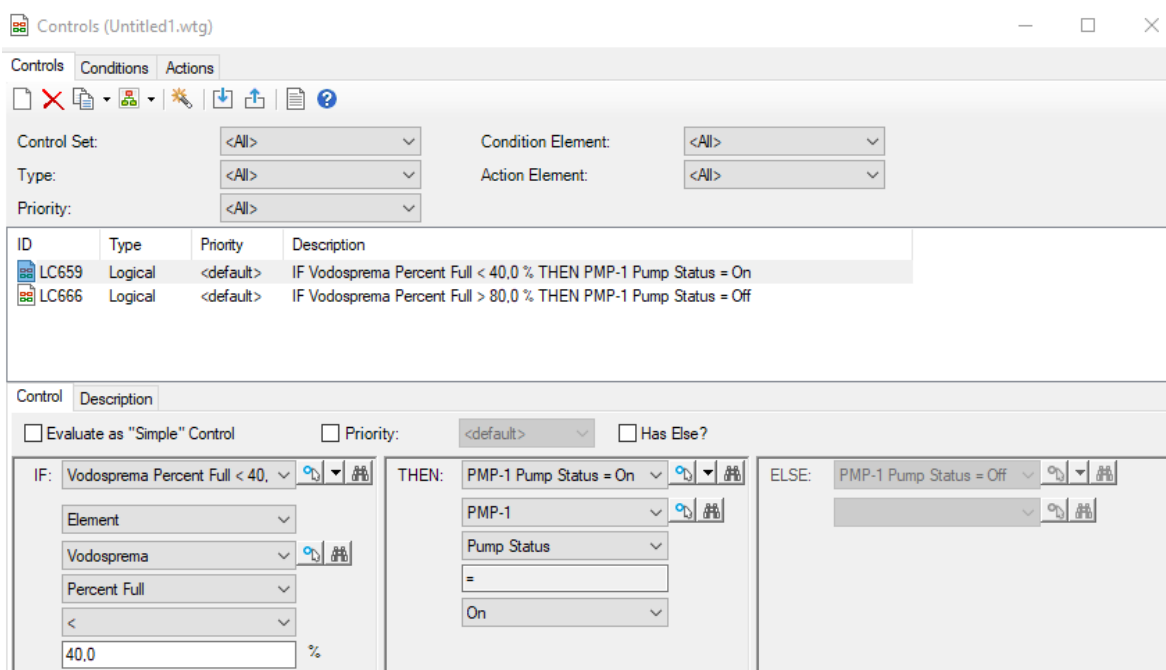 Controls (Untitled1.wtg)
Controls Conditions Actions
Control Set: <All> Condition Element: <All>
Type: <All> Action Element: <All>
Priority: <All>
ID Type Priority Description
LC659 Logical <default> IF Vodosprema Percent Full < 40,0 % THEN PMP-1 Pump Status = On
LC666 Logical <default> IF Vodosprema Percent Full > 80,0 % THEN PMP-1 Pump Status = Off
Control Description
Evaluate as "Simple" Control Priority: <default> Has Else?
IF: Vodosprema Percent Full < 40, THEN: PMP-1 Pump Status = On ELSE: PMP-1 Pump Status = Off
Element PMP-1
Vodosprema Pump Status
Percent Full =
< On
40,0 %